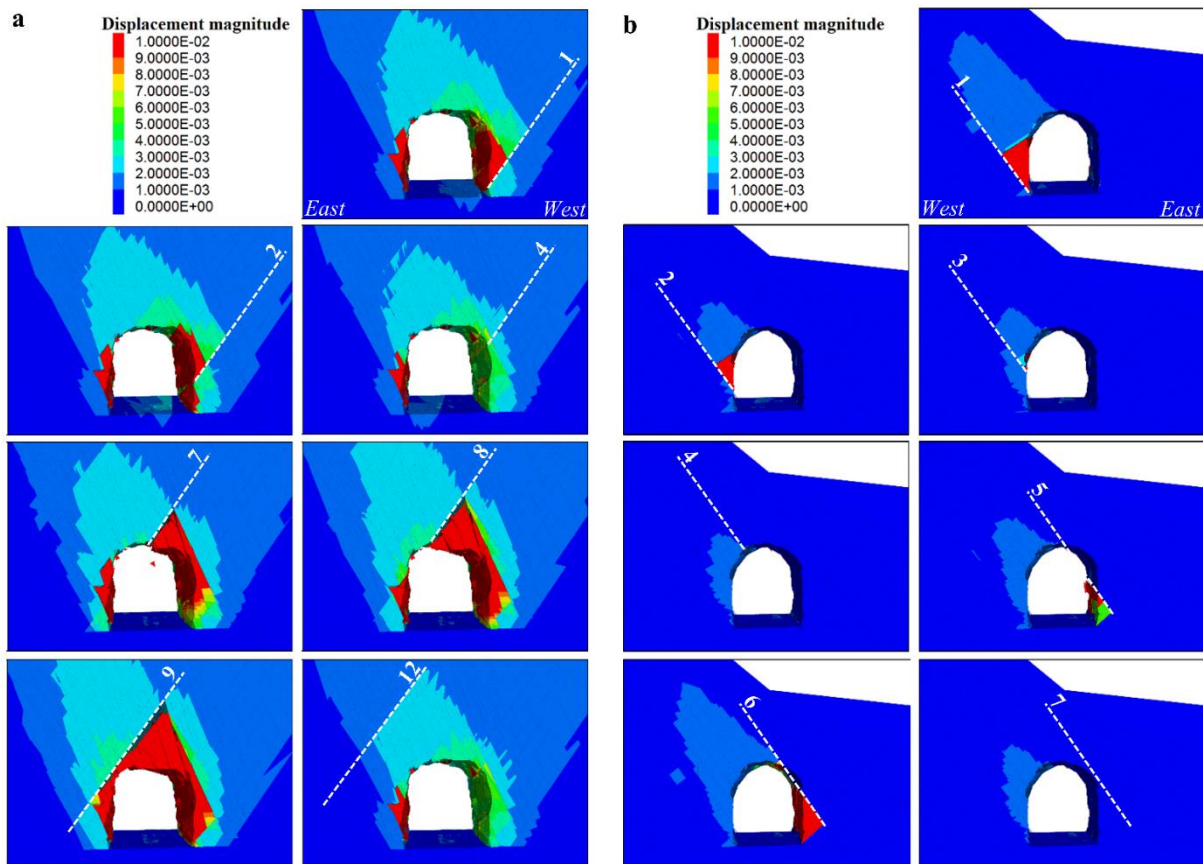 a
Displacement magnitude
1.0000E-02
9.0000E-03
8.0000E-03
7.0000E-03
6.0000E-03
5.0000E-03
4.0000E-03
3.0000E-03
2.0000E-03
1.0000E-03
0.0000E+00
1
East
West
2
4
7
8
9
12
b
Displacement magnitude
1.0000E-02
9.0000E-03
8.0000E-03
7.0000E-03
6.0000E-03
5.0000E-03
4.0000E-03
3.0000E-03
2.0000E-03
1.0000E-03
0.0000E+00
1
West
East
2
3
4
5
6
7